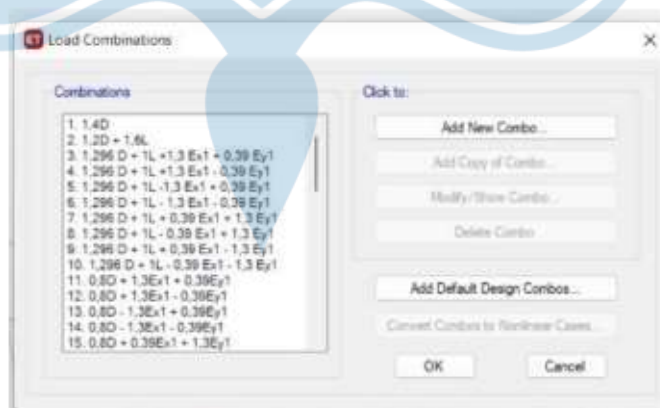 Load Combinations
Combinations
1. 1,4D
2. 1,2D + 1,6L
3. 1,296 D + 1L +1,3 Ex1 + 0,39 Ey1
4. 1,296 D + 1L +1,3 Ex1 - 0,39 Ey1
5. 1,296 D + 1L -1,3 Ex1 + 0,39 Ey1
6. 1,296 D + 1L - 1,3 Ex1 - 0,39 Ey1
7. 1,296 D + 1L + 0,39 Ex1 + 1,3 Ey1
8. 1,296 D + 1L - 0,39 Ex1 + 1,3 Ey1
9. 1,296 D + 1L + 0,39 Ex1 - 1,3 Ey1
10. 1,296 D + 1L - 0,39 Ex1 - 1,3 Ey1
11. 0,8D + 1,3Ex1 + 0,39Ey1
12. 0,8D + 1,3Ex1 - 0,39Ey1
13. 0,8D - 1,3Ex1 + 0,39Ey1
14. 0,8D - 1,3Ex1 - 0,39Ey1
15. 0,8D + 0,39Ex1 + 1,3Ey1
Click to:
Add New Combo...
Add Copy of Combo...
Modify/Show Combo...
Delete Combo
Add Default Design Combos...
Convert Combos to Nonlinear Cases...
OK
Cancel